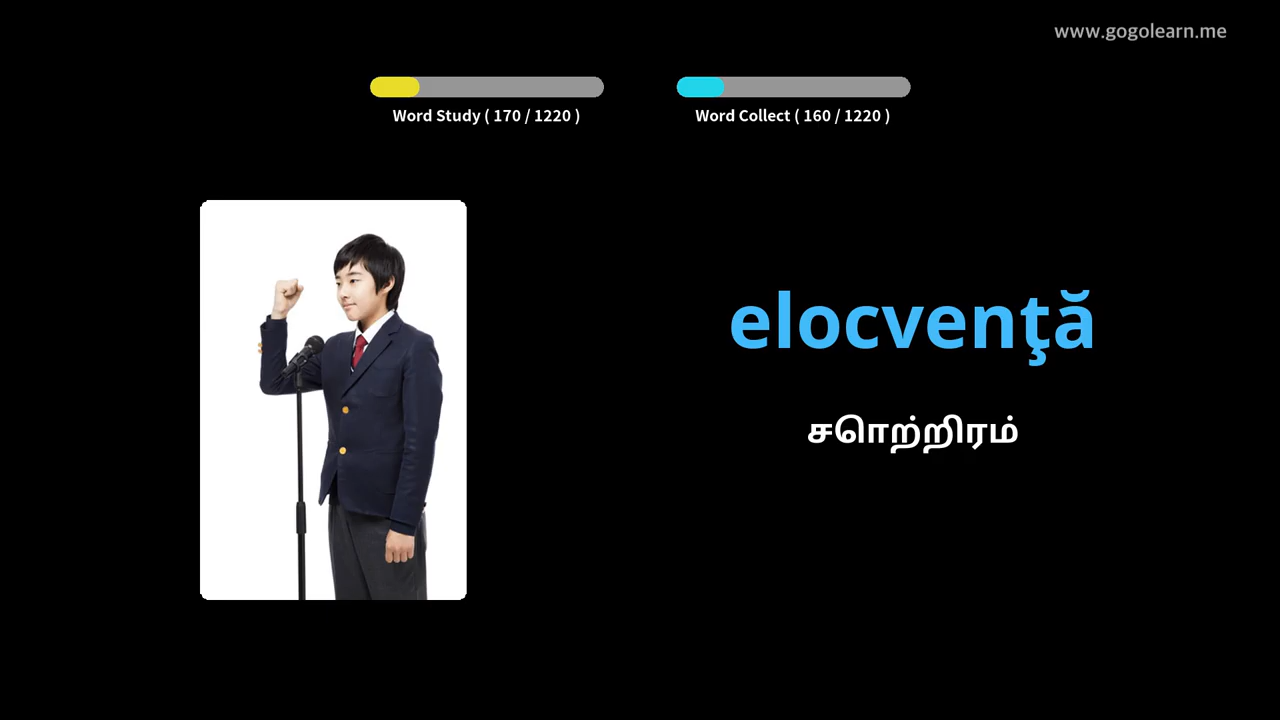 www.gogolearn.me
Word Study ( 170 / 1220 )
Word Collect ( 160 / 1220 )
elocvenţă
சொற்றிரம்